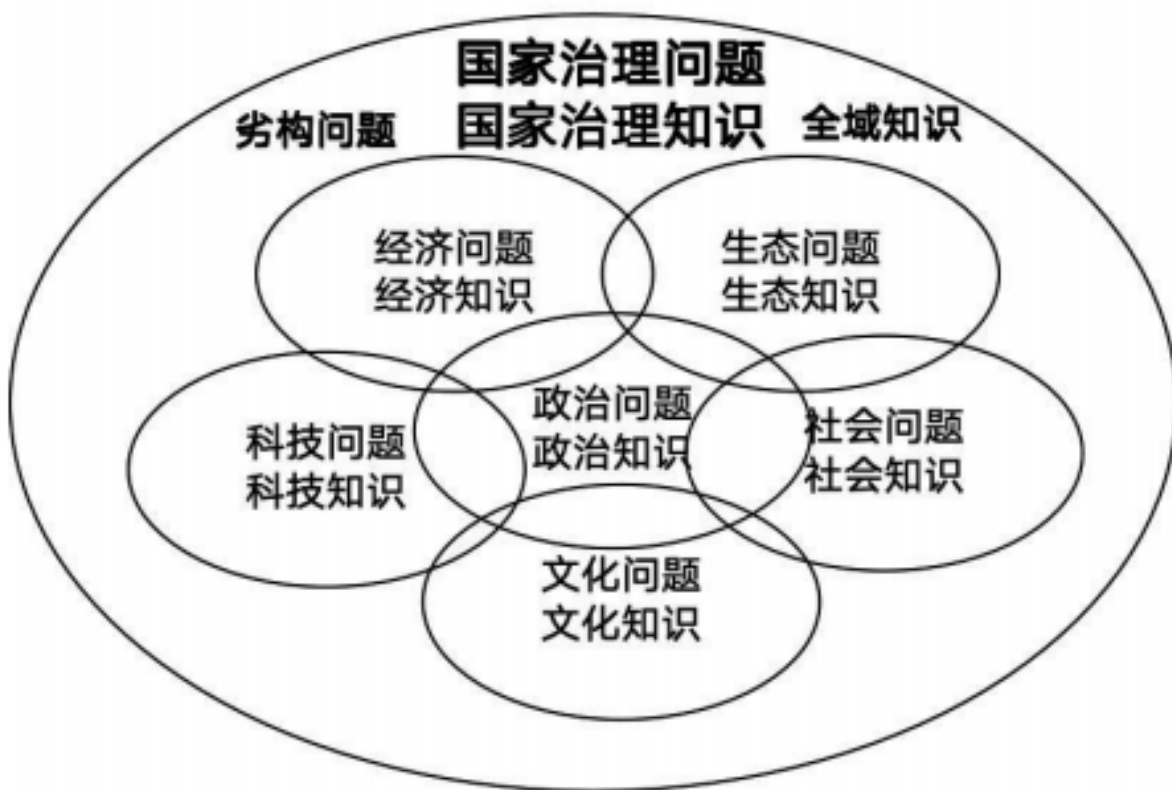 国家治理问题
劣构问题
国家治理知识
全域知识
经济问题
经济知识
生态问题
生态知识
政治问题
政治知识
科技问题
科技知识
社会问题
社会知识
文化问题
文化知识